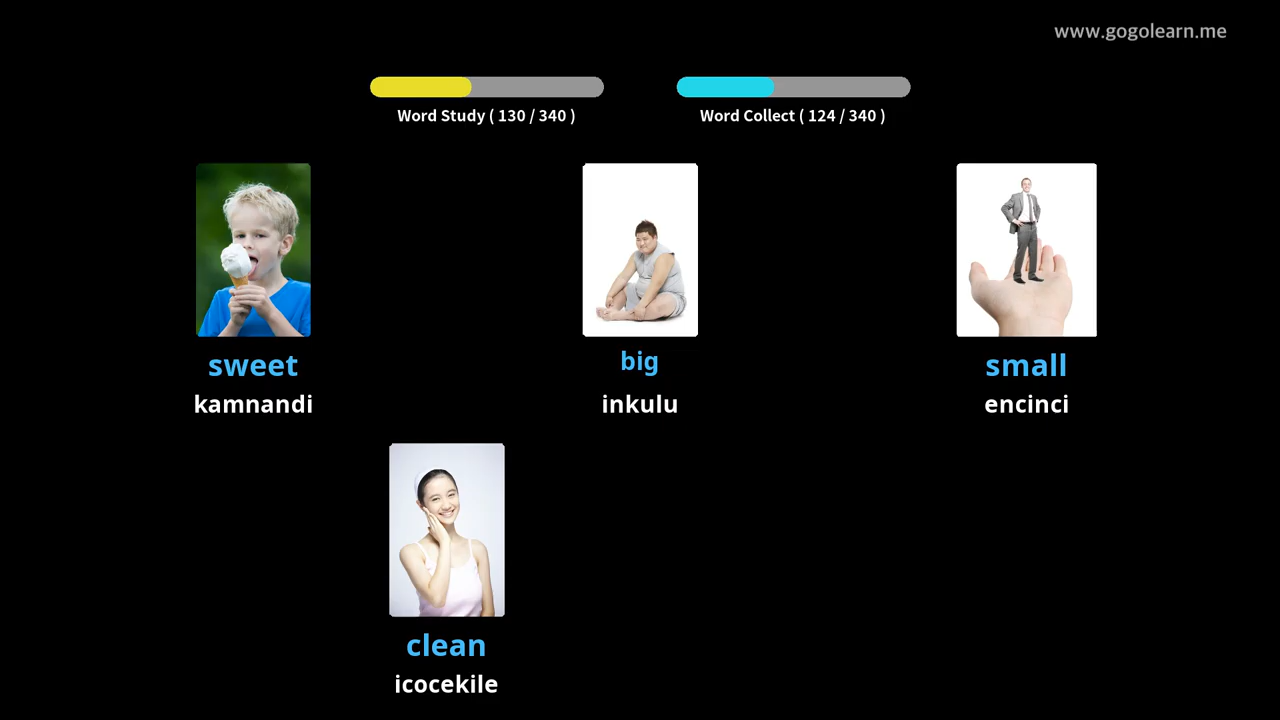 www.gogolearn.me
Word Study ( 130 / 340 )
Word Collect ( 124 / 340 )
sweet
kamnandi
big
inkulu
small
encinci
clean
icocekile